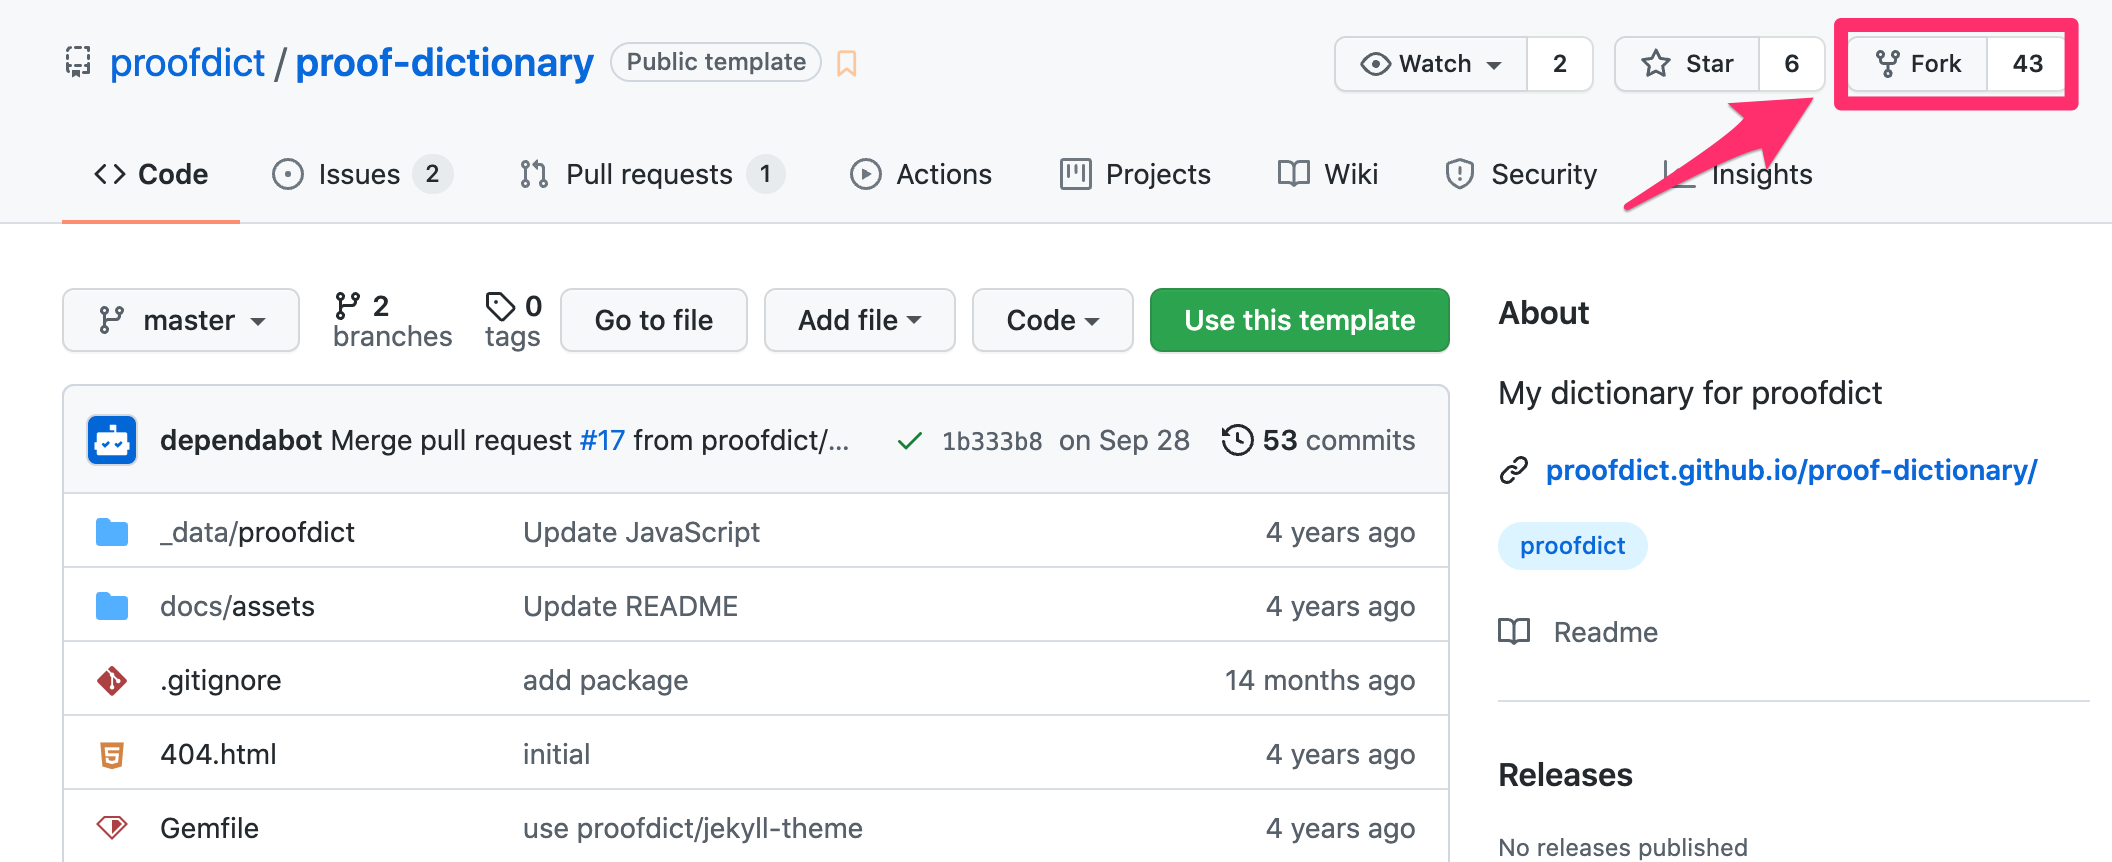 proofdict / proof-dictionary Public template Watch 2 Star 6 Fork 43
Code Issues 2 Pull requests 1 Actions Projects Wiki Security Insights
master 2 branches 0 tags Go to file Add file Code Use this template
dependabot Merge pull request #17 from proofdict/... 1b333b8 on Sep 28 53 commits
_data/proofdict Update JavaScript 4 years ago
docs/assets Update README 4 years ago
.gitignore add package 14 months ago
404.html initial 4 years ago
Gemfile use proofdict/jekyll-theme 4 years ago
About
My dictionary for proofdict
proofdict.github.io/proof-dictionary/
proofdict
Readme
Releases
No releases published